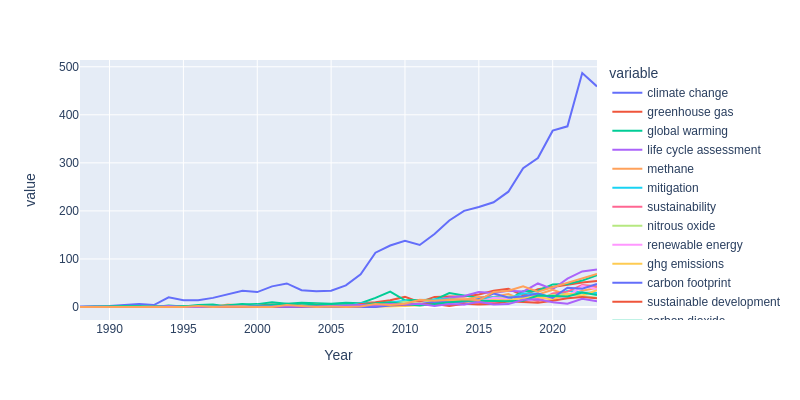 variable
500
400
300
200
100
0
value
1990
1995
2000
2005
2010
2015
2020
Year
climate change
greenhouse gas
global warming
life cycle assessment
methane
mitigation
sustainability
nitrous oxide
renewable energy
ghg emissions
carbon footprint
sustainable development
carbon dioxide